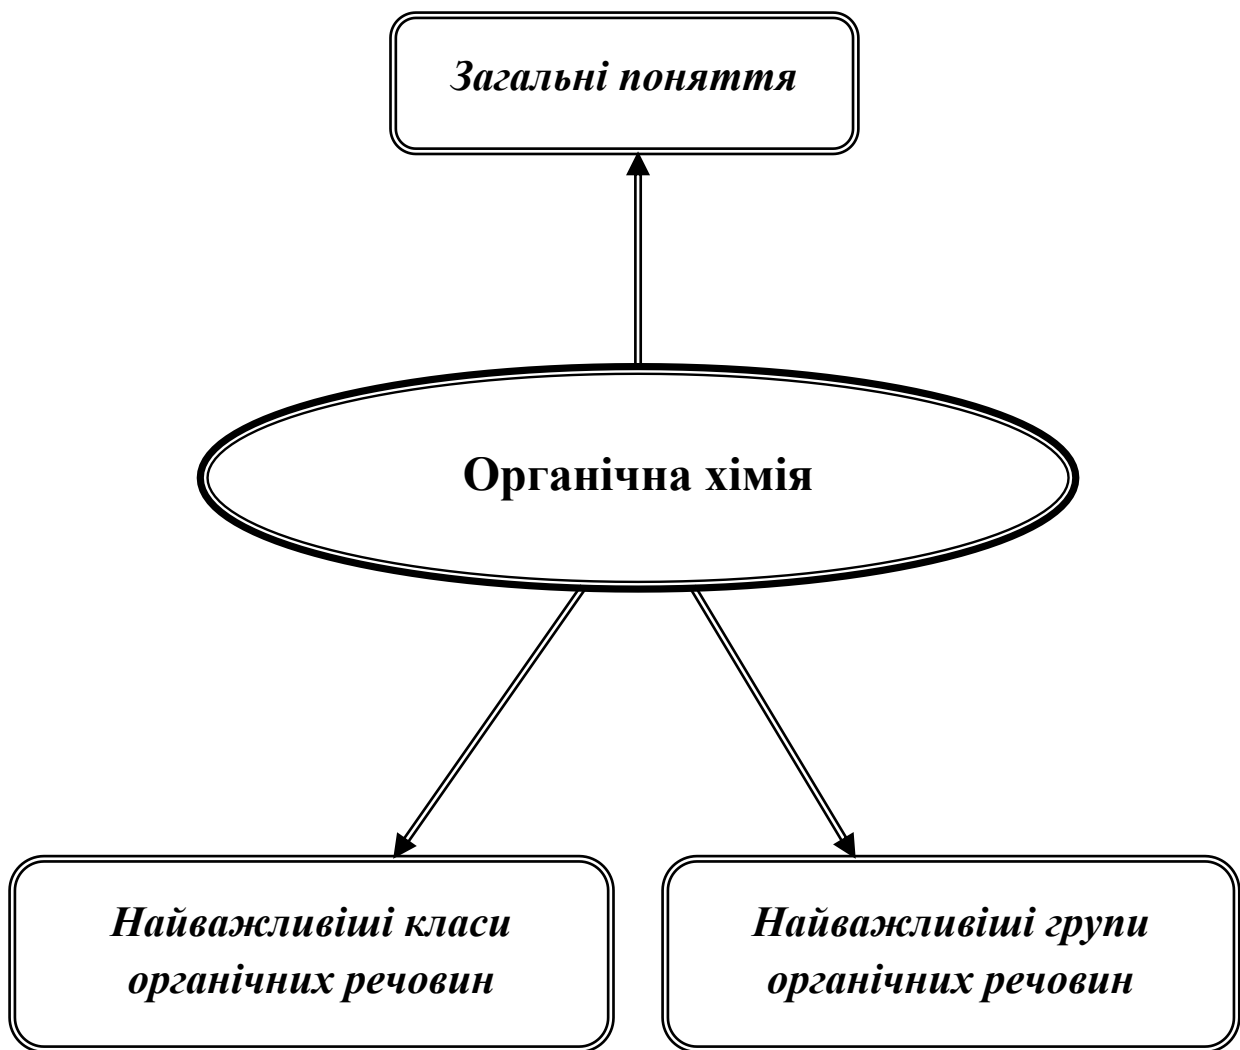 Загальні поняття
Органічна хімія
Найважливіші класи
органічних речовин
Найважливіші групи
органічних речовин